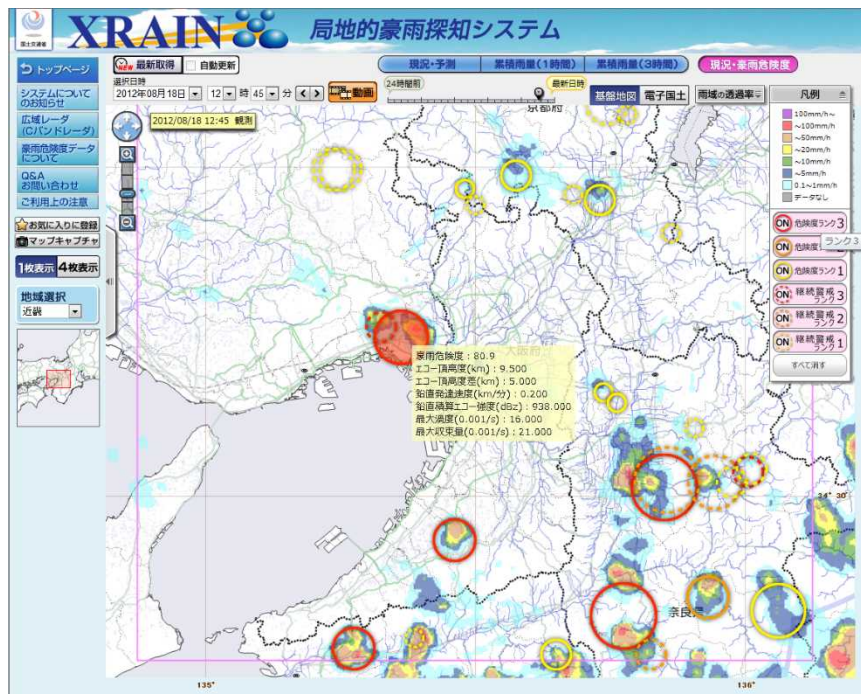 国土交通省
XRAIN 局地的豪雨探知システム
トップページ
システムについて
のお知らせ
広域レーダ
(Cバンドレーダ)
豪雨危険度データ
について
Q&A
お問い合わせ
ご利用上の注意
お気に入りに登録
マップキャプチャ
1枚表示 4枚表示
地域選択
近畿
NEW 最新取得 自動更新
選択日時
2012年08月18日 12 時 45 分 動画
現況・予測 累積雨量(1時間) 累積雨量(3時間) 現況・豪雨危険度
24時間前 最新日時
基盤地図 電子国土 雨域の透過率
2012/08/18 12:45 観測
京都府
大阪府
豪雨危険度:80.9
エコー頂高度(km):9.500
エコー頂高度差(km):5.000
鉛直発達速度(km/分):0.200
鉛直積算エコー強度(dBz):938.000
最大渦度(0.001/s):16.000
最大収束量(0.001/s):21.000
奈良県
凡例
100mm/h~
~100mm/h
~50mm/h
~20mm/h
~10mm/h
~5mm/h
0.1~1mm/h
データなし
ON 危険度ランク3
ランク3
ON 危険度
ON 危険度ランク1
ON 継続警戒ランク3
ON 継続警戒ランク2
ON 継続警戒ランク1
すべて消す
30'
135°
136°